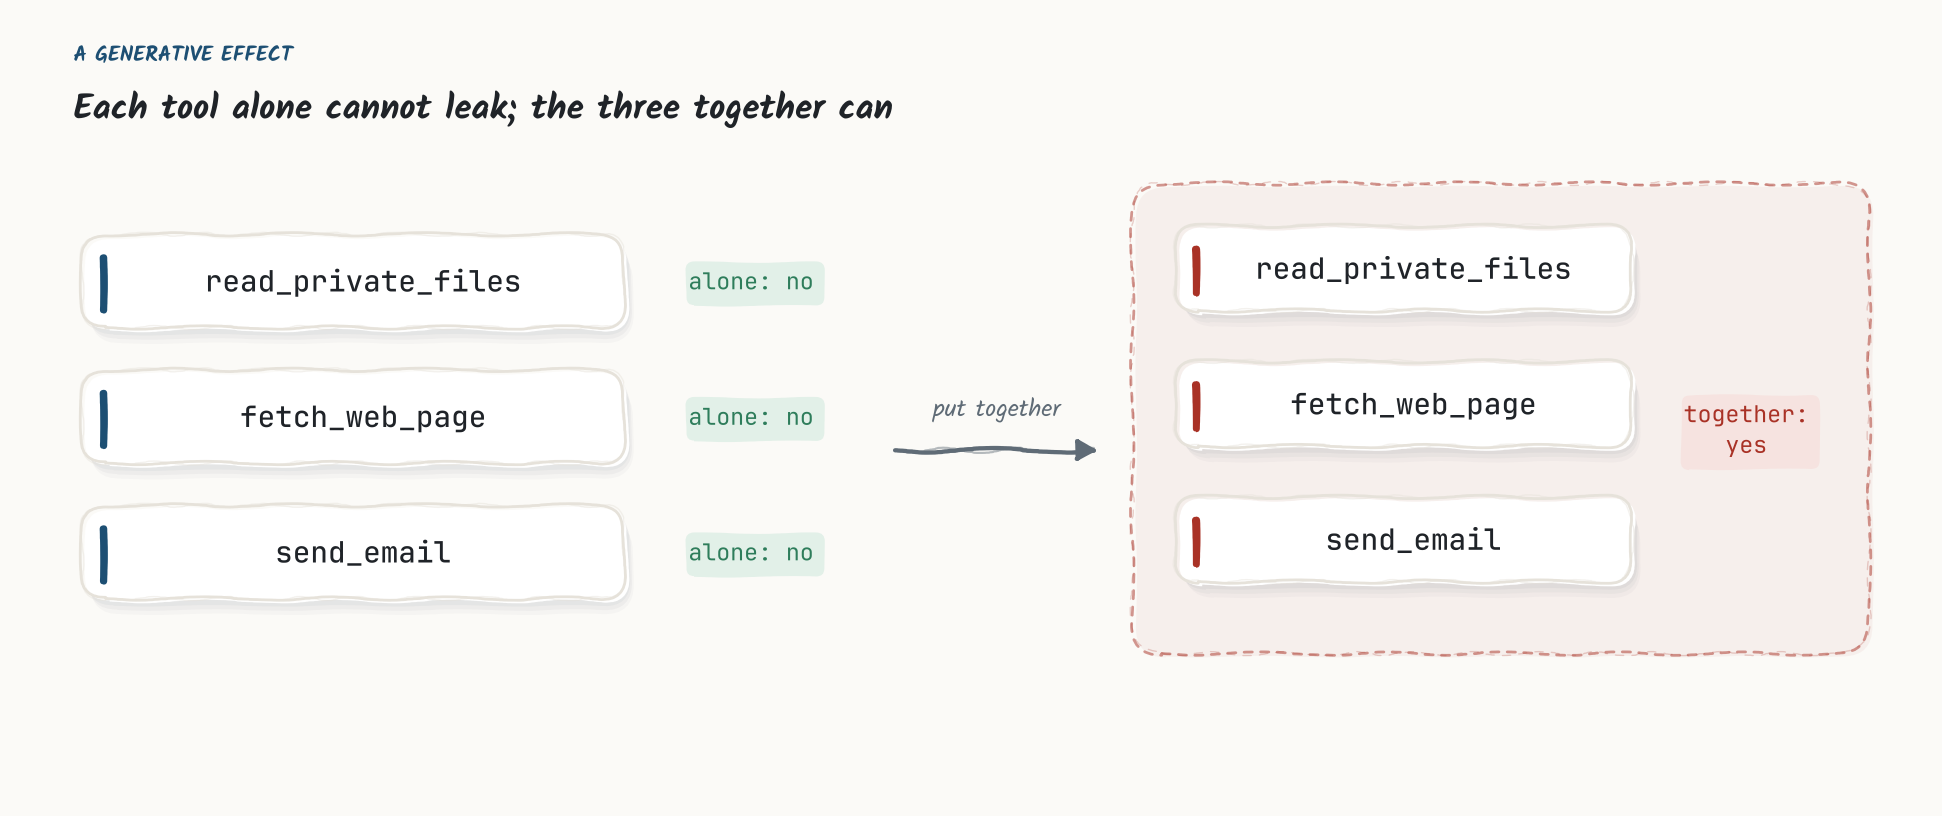 A GENERATIVE EFFECT
Each tool alone cannot leak; the three together can
read_private_files
alone: no
fetch_web_page
alone: no
send_email
alone: no
put together
read_private_files
fetch_web_page
send_email
together:
yes